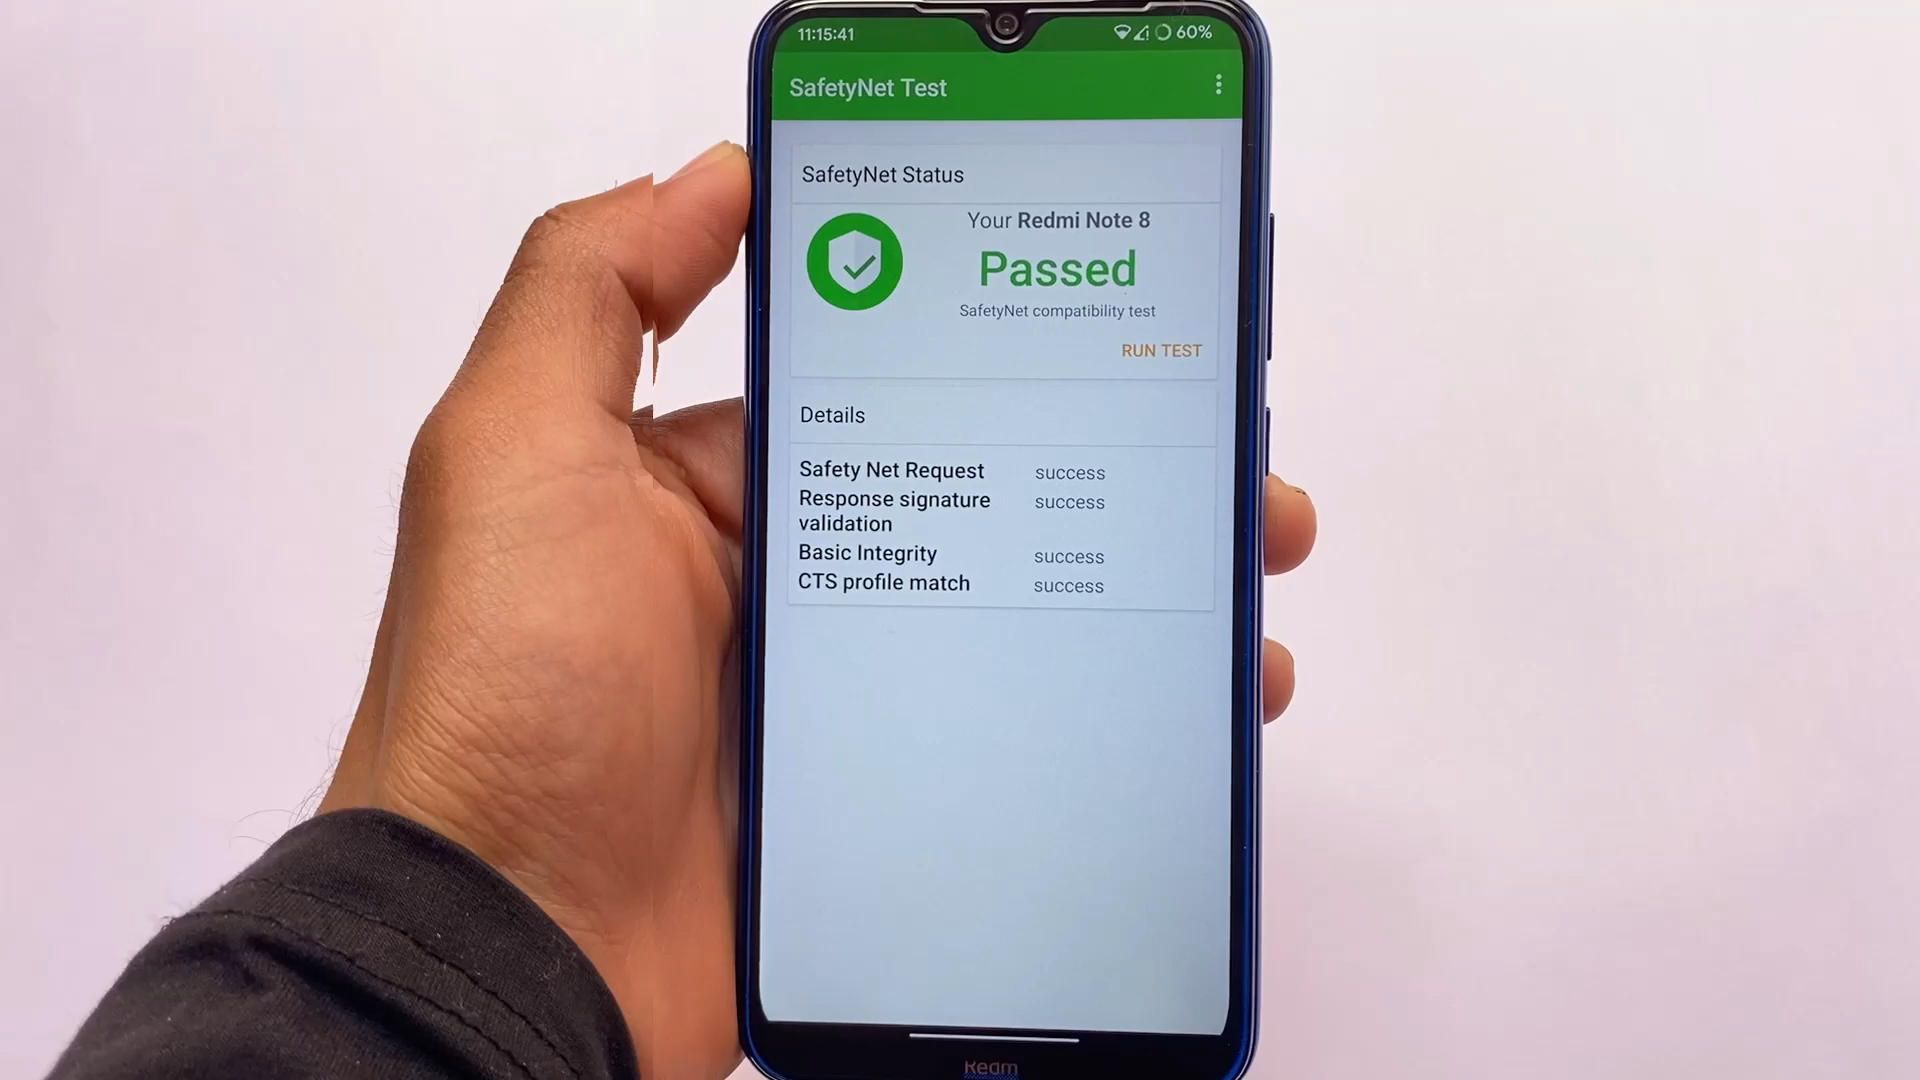 11:15:41
60%
SafetyNet Test
SafetyNet Status
Your Redmi Note 8
Passed
SafetyNet compatibility test
RUN TEST
Details
Safety Net Request success
Response signature success
validation
Basic Integrity success
CTS profile match success
Redm